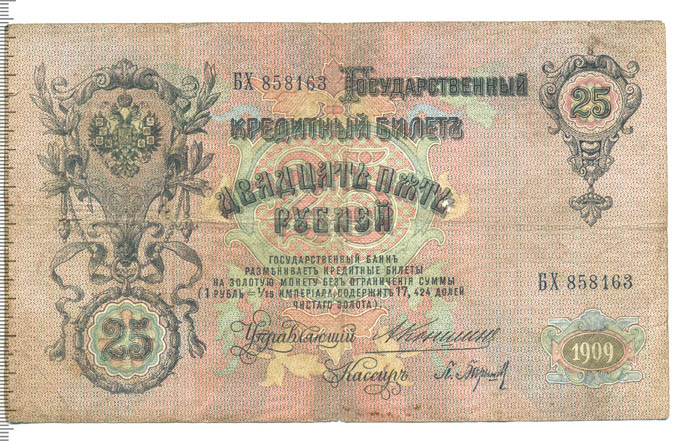 БХ 858163 Государственный
25
Кредитный Билетъ
Двадцать пять
рублей
Государственный Банкъ
размѣниваетъ кредитные билеты
на золотую монету безъ ограниченія суммы
(1 рубль = 1/15 имперіала, содержитъ 17, 424 долей
чистаго золота)
БХ 858163
25
Управляющій
Кассиръ
1909